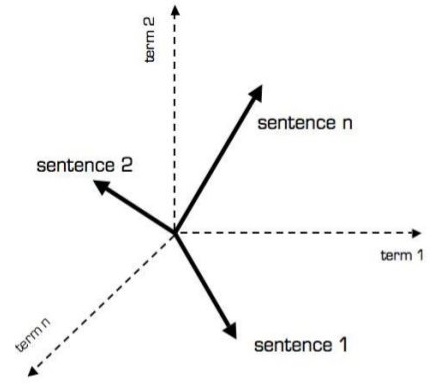 term 2
sentence n
sentence 2
term 1
term n
sentence 1